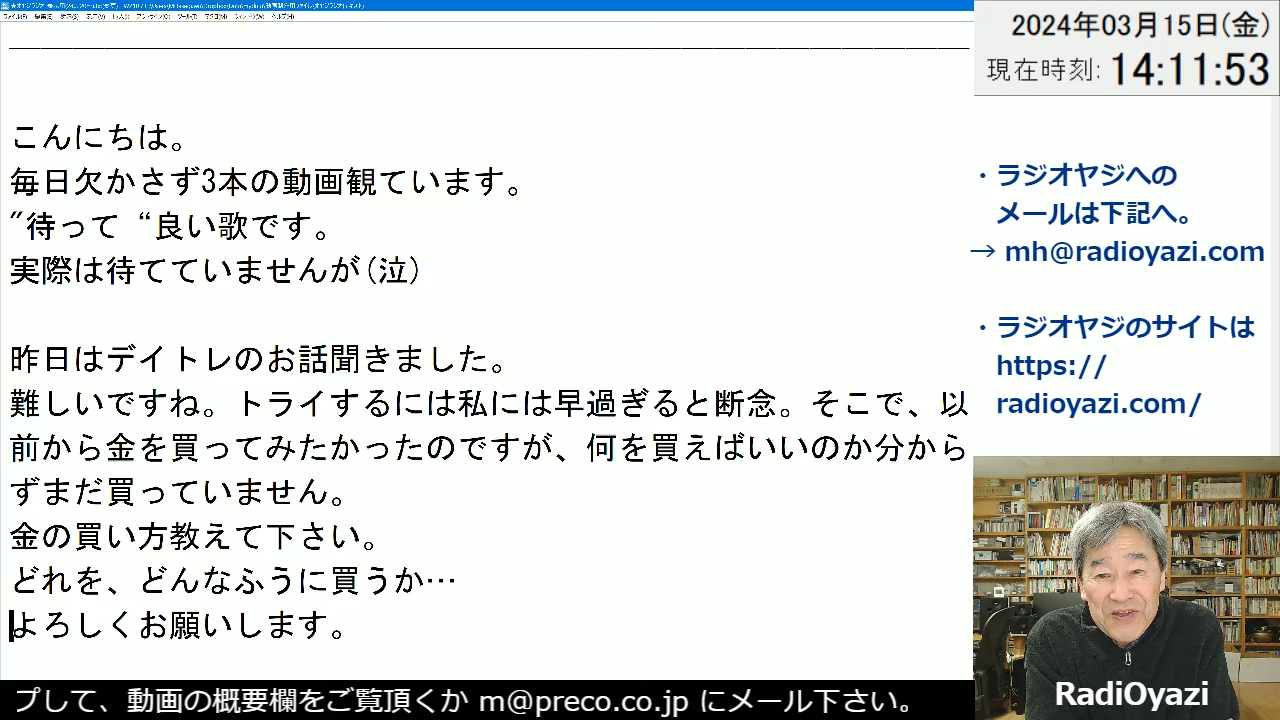 2024年03月15日(金)
現在時刻: 14:11:53
こんにちは。
毎日欠かさず3本の動画観ています。
"待って “良い歌です。
実際は待てていませんが(泣)
昨日はデイトレのお話聞きました。
難しいですね。トライするには私には早過ぎると断念。そこで、以
前から金を買ってみたかったのですが、何を買えばいいのか分から
ずまだ買っていません。
金の買い方教えて下さい。
どれを、どんなふうに買うか…
よろしくお願いします。
・ラジオヤジへの
メールは下記へ。
→ mh@radioyazi.com
・ラジオヤジのサイトは
https://
radioyazi.com/
RadiOyazi
プして、動画の概要欄をご覧頂くか m@preco.co.jp にメール下さい。